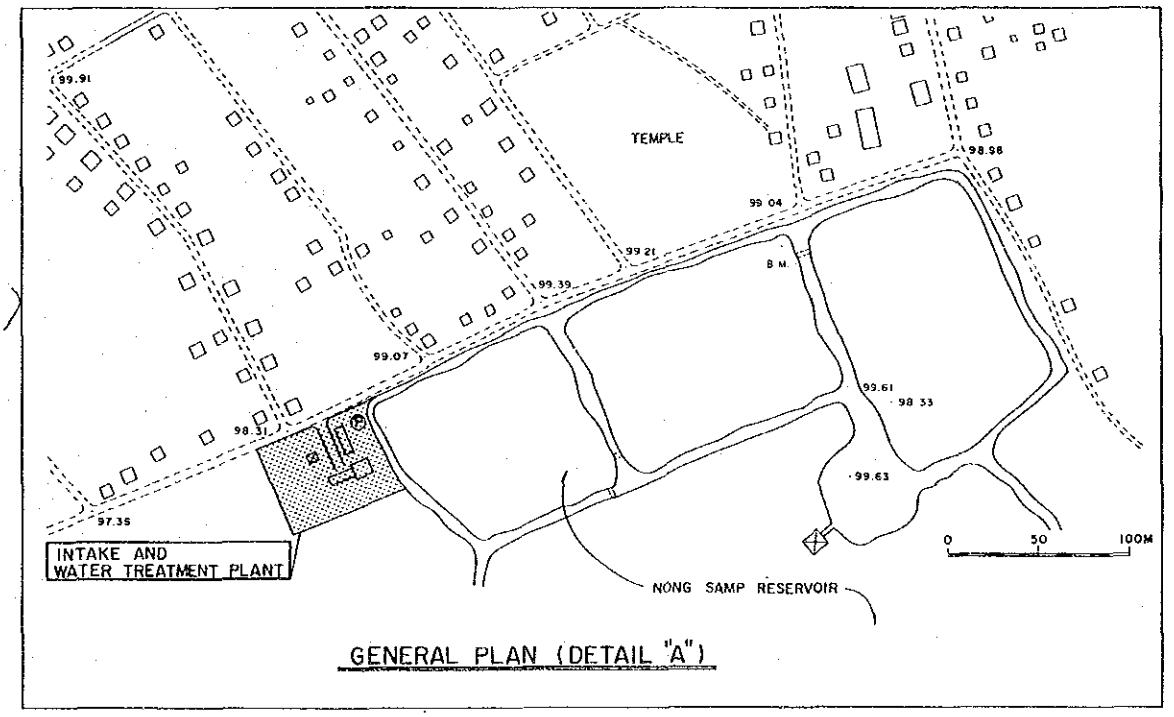 99.91
TEMPLE
98.98
99 04
99 21
B M.
99.39
99.07
99.61
98 33
98.31
99.63
97.35
0 50 100M
INTAKE AND
WATER TREATMENT PLANT
NONG SAMP RESERVOIR
GENERAL PLAN (DETAIL "A")